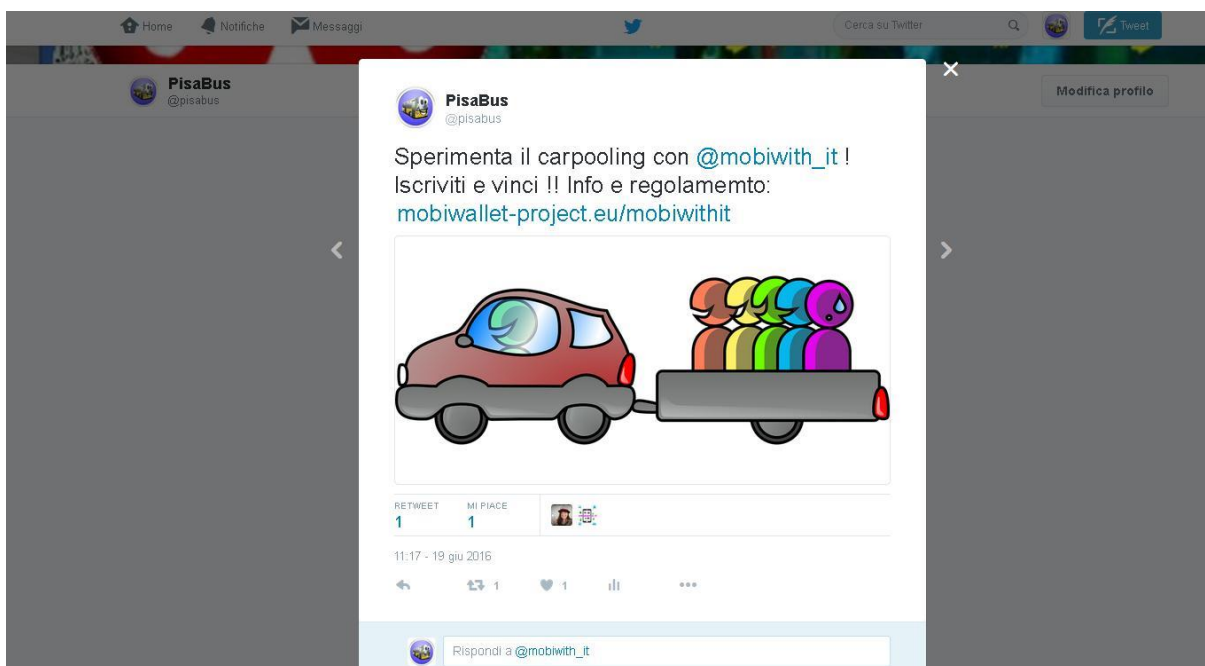 Home Notifiche Messaggi Cerca su Twitter Tweet
PisaBus
@pisabus
Modifica profilo
PisaBus
@pisabus
Sperimenta il carpooling con @mobiwith_it !
Iscriviti e vinci !! Info e regolamemto:
mobiwallet-project.eu/mobiwithit
RETWEET MI PIACE
1 1
11:17 - 19 giu 2016
1 1
Rispondi a @mobiwith_it